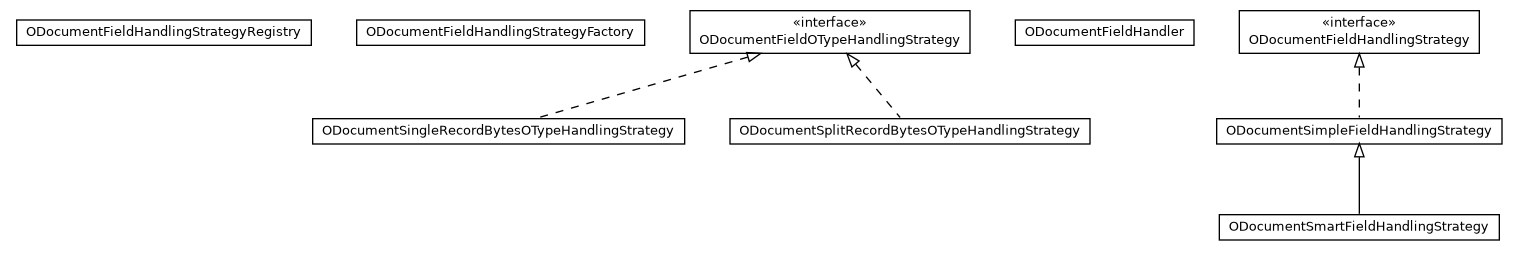 ODocumentFieldHandlingStrategyRegistry
ODocumentFieldHandlingStrategyFactory
«interface»
ODocumentFieldOTypeHandlingStrategy
ODocumentFieldHandler
«interface»
ODocumentFieldHandlingStrategy
ODocumentSingleRecordBytesOTypeHandlingStrategy
ODocumentSplitRecordBytesOTypeHandlingStrategy
ODocumentSimpleFieldHandlingStrategy
ODocumentSmartFieldHandlingStrategy